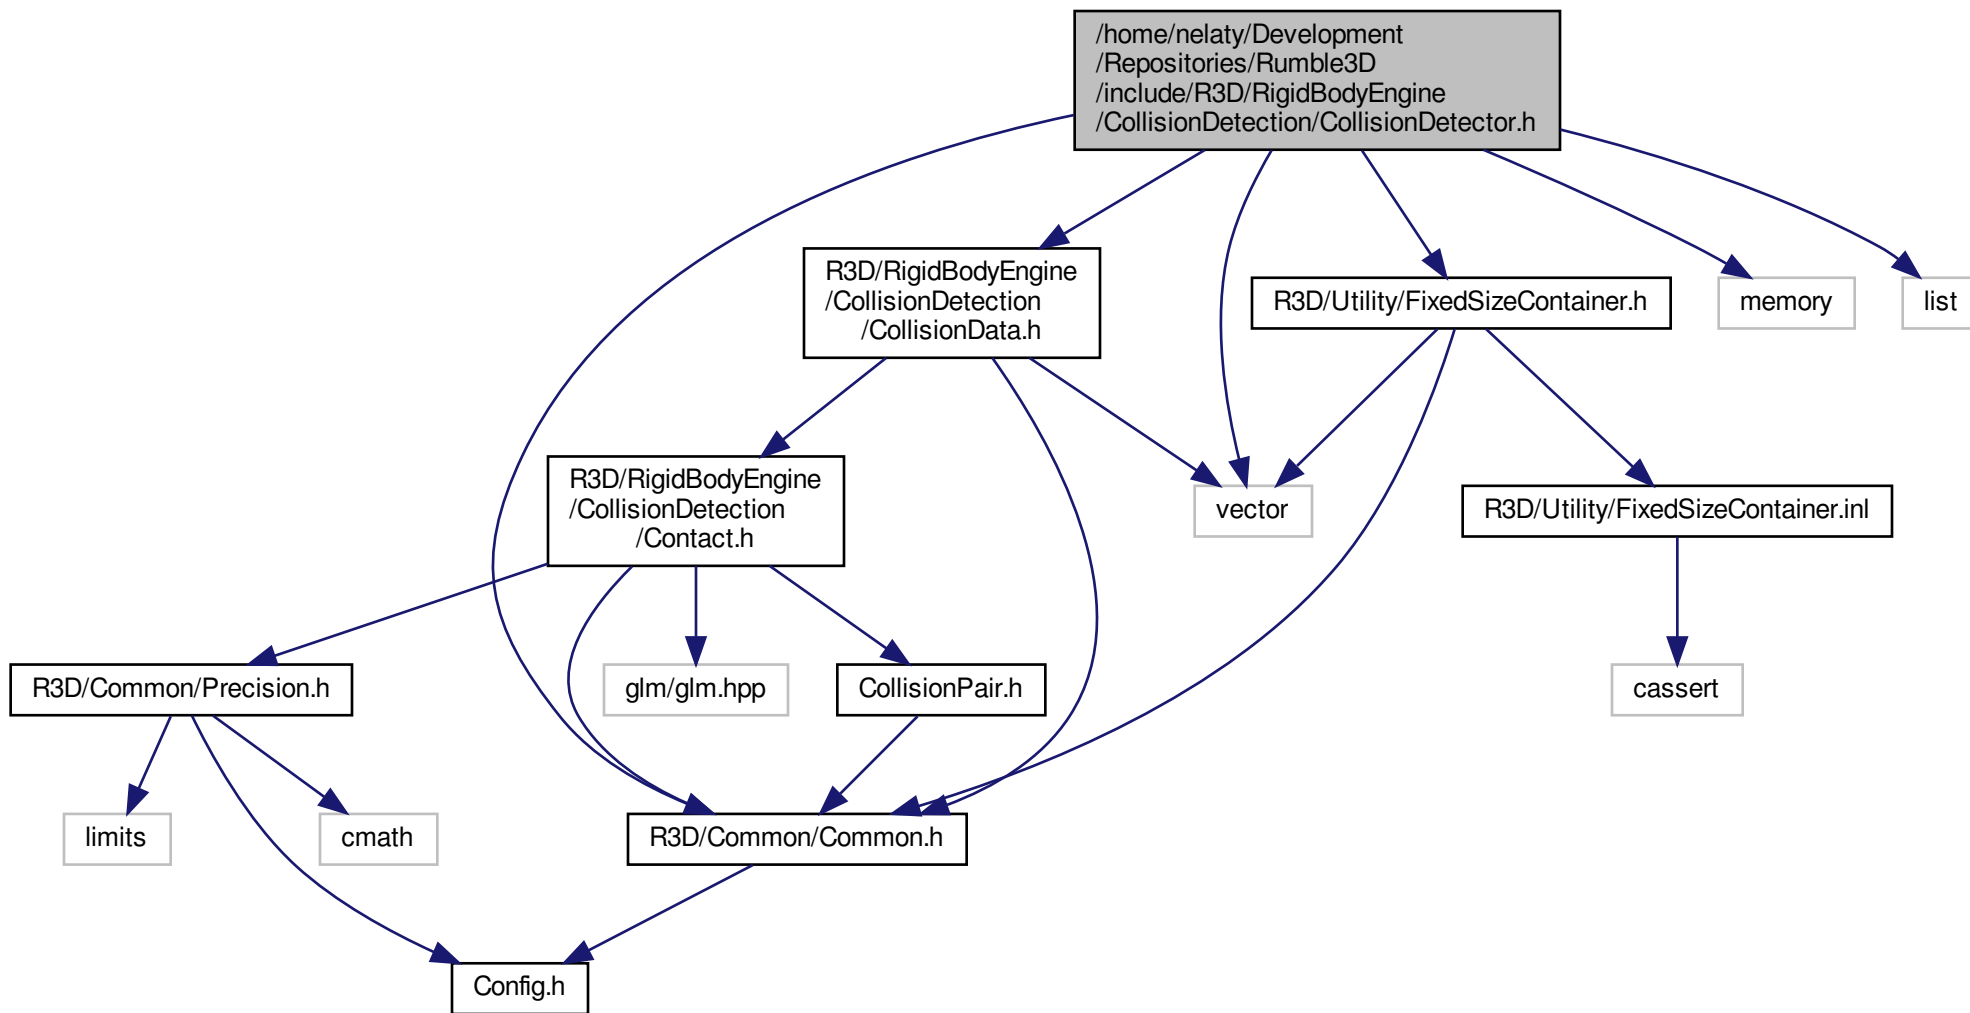 /home/nelaty/Development
/Repositories/Rumble3D
/include/R3D/RigidBodyEngine
/CollisionDetection/CollisionDetector.h
R3D/RigidBodyEngine
/CollisionDetection
/CollisionData.h
R3D/Utility/FixedSizeContainer.h
memory
list
R3D/RigidBodyEngine
/CollisionDetection
/Contact.h
vector
R3D/Utility/FixedSizeContainer.inl
R3D/Common/Precision.h
glm/glm.hpp
CollisionPair.h
cassert
limits
cmath
R3D/Common/Common.h
Config.h